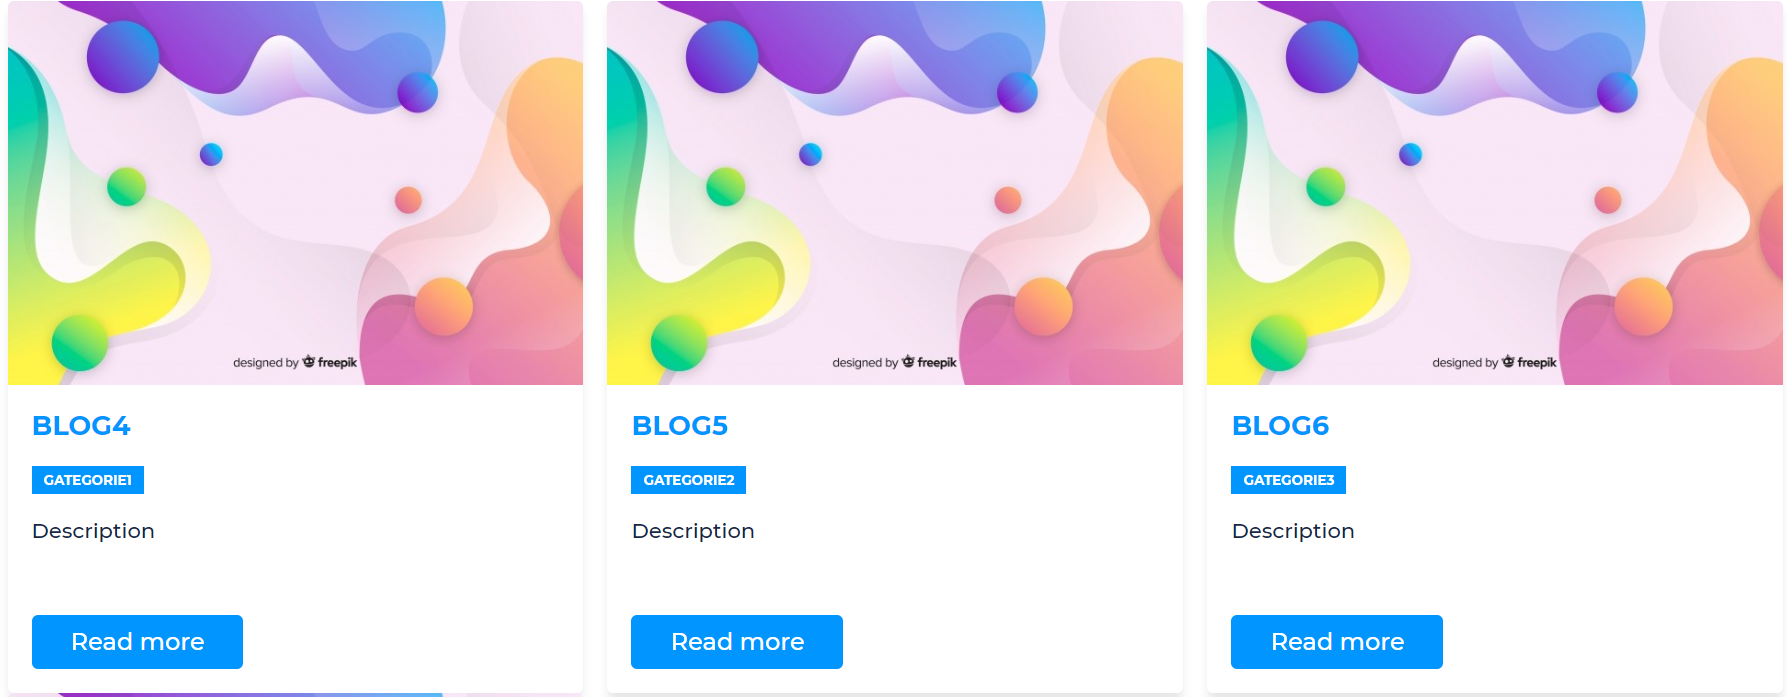 designed by freepik
designed by freepik
designed by freepik
BLOG4
BLOG5
BLOG6
GATEGORIE1
GATEGORIE2
GATEGORIE3
Description
Description
Description
Read more
Read more
Read more